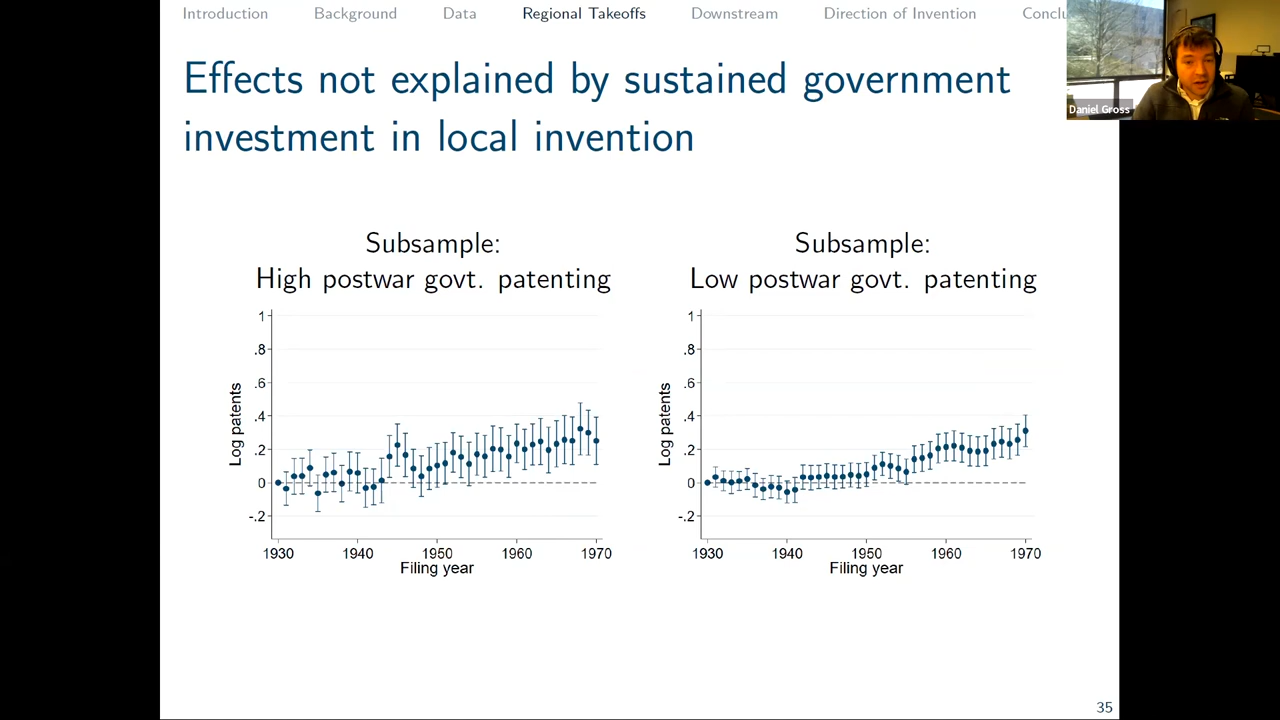 Introduction Background Data Regional Takeoffs Downstream Direction of Invention Conclu
Daniel Gross
Effects not explained by sustained government
investment in local invention
Subsample:
High postwar govt. patenting
1
.8
.6
.4
.2
0
-.2
Log patents
1930 1940 1950 1960 1970
Filing year
Subsample:
Low postwar govt. patenting
1
.8
.6
.4
.2
0
-.2
Log patents
1930 1940 1950 1960 1970
Filing year
35